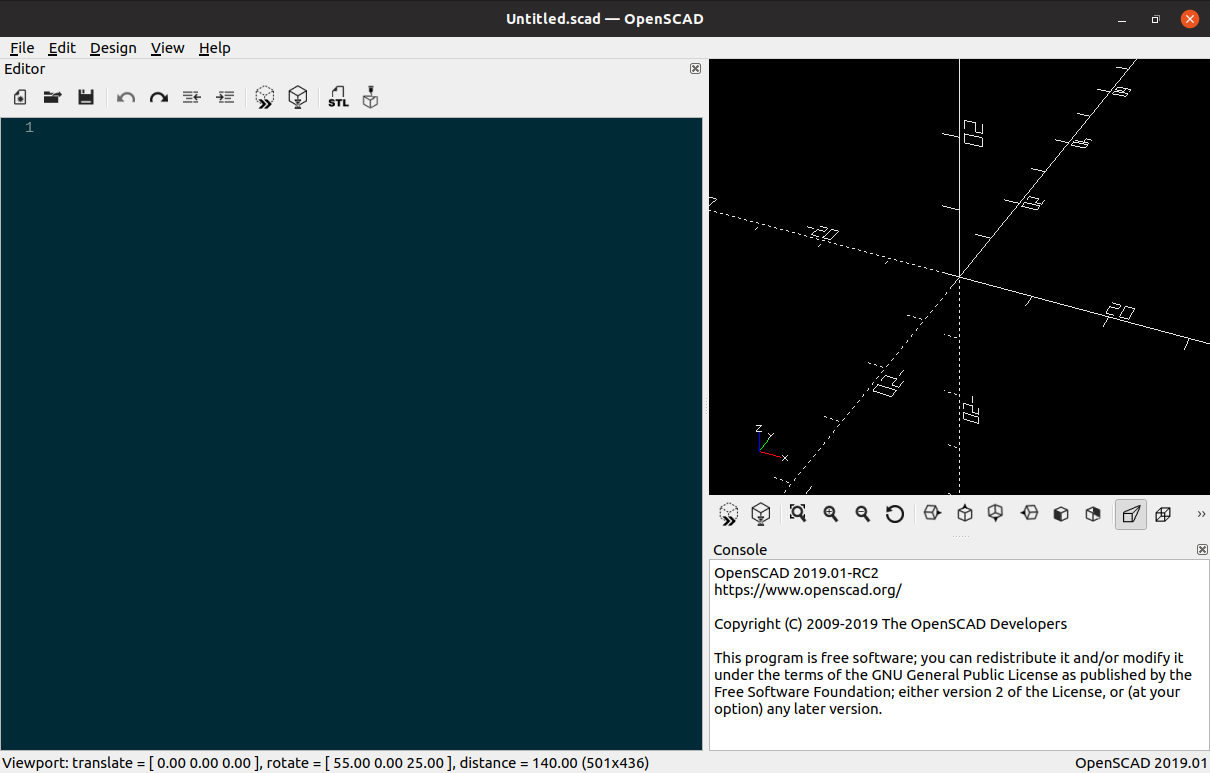 Untitled.scad — OpenSCAD
File Edit Design View Help
Editor
STL
1
20
20
Z
Y
X
Console
OpenSCAD 2019.01-RC2
https://www.openscad.org/
Copyright (C) 2009-2019 The OpenSCAD Developers
This program is free software; you can redistribute it and/or modify it
under the terms of the GNU General Public License as published by the
Free Software Foundation; either version 2 of the License, or (at your
option) any later version.
Viewport: translate = [ 0.00 0.00 0.00 ], rotate = [ 55.00 0.00 25.00 ], distance = 140.00 (501x436)
OpenSCAD 2019.01